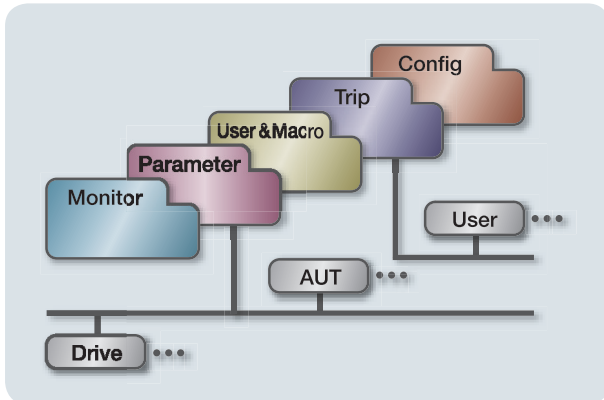 Config
Trip
User & Macro
Parameter
Monitor
User
AUT
Drive